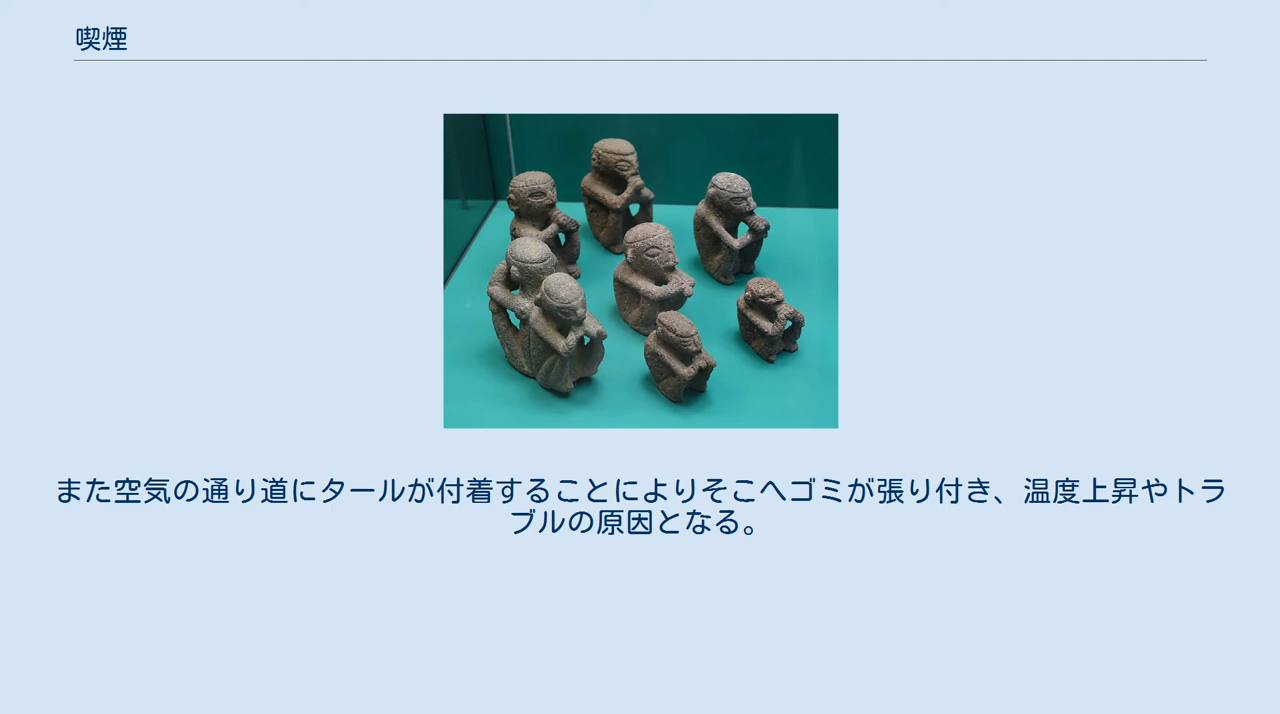 喫煙
また空気の通り道にタールが付着することによりそこへゴミが張り付き、温度上昇やトラ
ブルの原因となる。